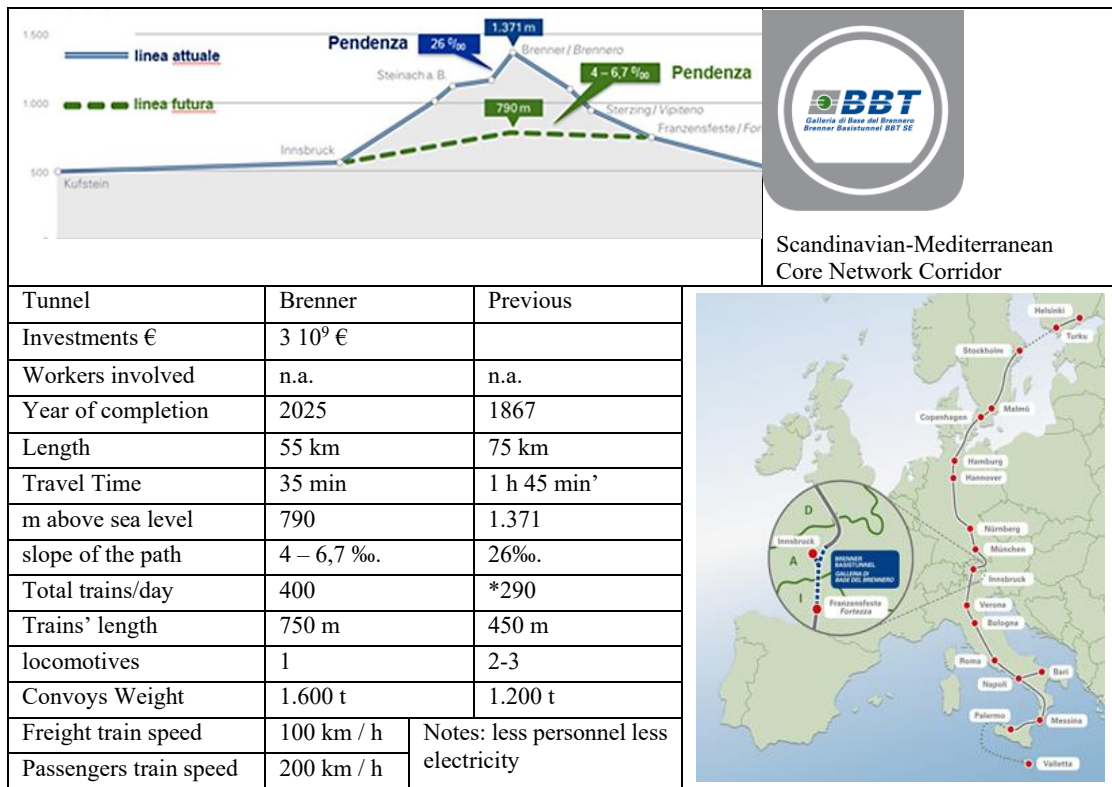 1.500
1.371 m
linea attuale
Pendenza
26 ⁰/₀₀
Brenner / Brennero
Steinach a. B.
4 – 6,7 ⁰/₀₀
Pendenza
linea futura
1.000
790 m
Sterzing / Vipiteno
Franzensfeste / For
Innsbruck
500
Kufstein
BBT
Galleria di Base del Brennero
Brenner Basistunnel BBT SE
Scandinavian-Mediterranean
Core Network Corridor
Tunnel Brenner Previous
Investments € 3 10⁹ €
Workers involved n.a. n.a.
Year of completion 2025 1867
Length 55 km 75 km
Travel Time 35 min 1 h 45 min’
m above sea level 790 1.371
slope of the path 4 – 6,7 ‰. 26‰.
Total trains/day 400 *290
Trains’ length 750 m 450 m
locomotives 1 2-3
Convoys Weight 1.600 t 1.200 t
Freight train speed 100 km / h Notes: less personnel less
electricity
Passengers train speed 200 km / h
Helsinki
Turku
Stockholm
Malmö
Copenhagen
Hamburg
Hannover
D
Nürnberg
Innsbruck
München
A
BRENNER
BASISTUNNEL
GALLERIA DI
BASE DEL BRENNERO
Innsbruck
I
Franzensfeste
Fortezza
Verona
Bologna
Roma
Bari
Napoli
Palermo
Messina
Valletta